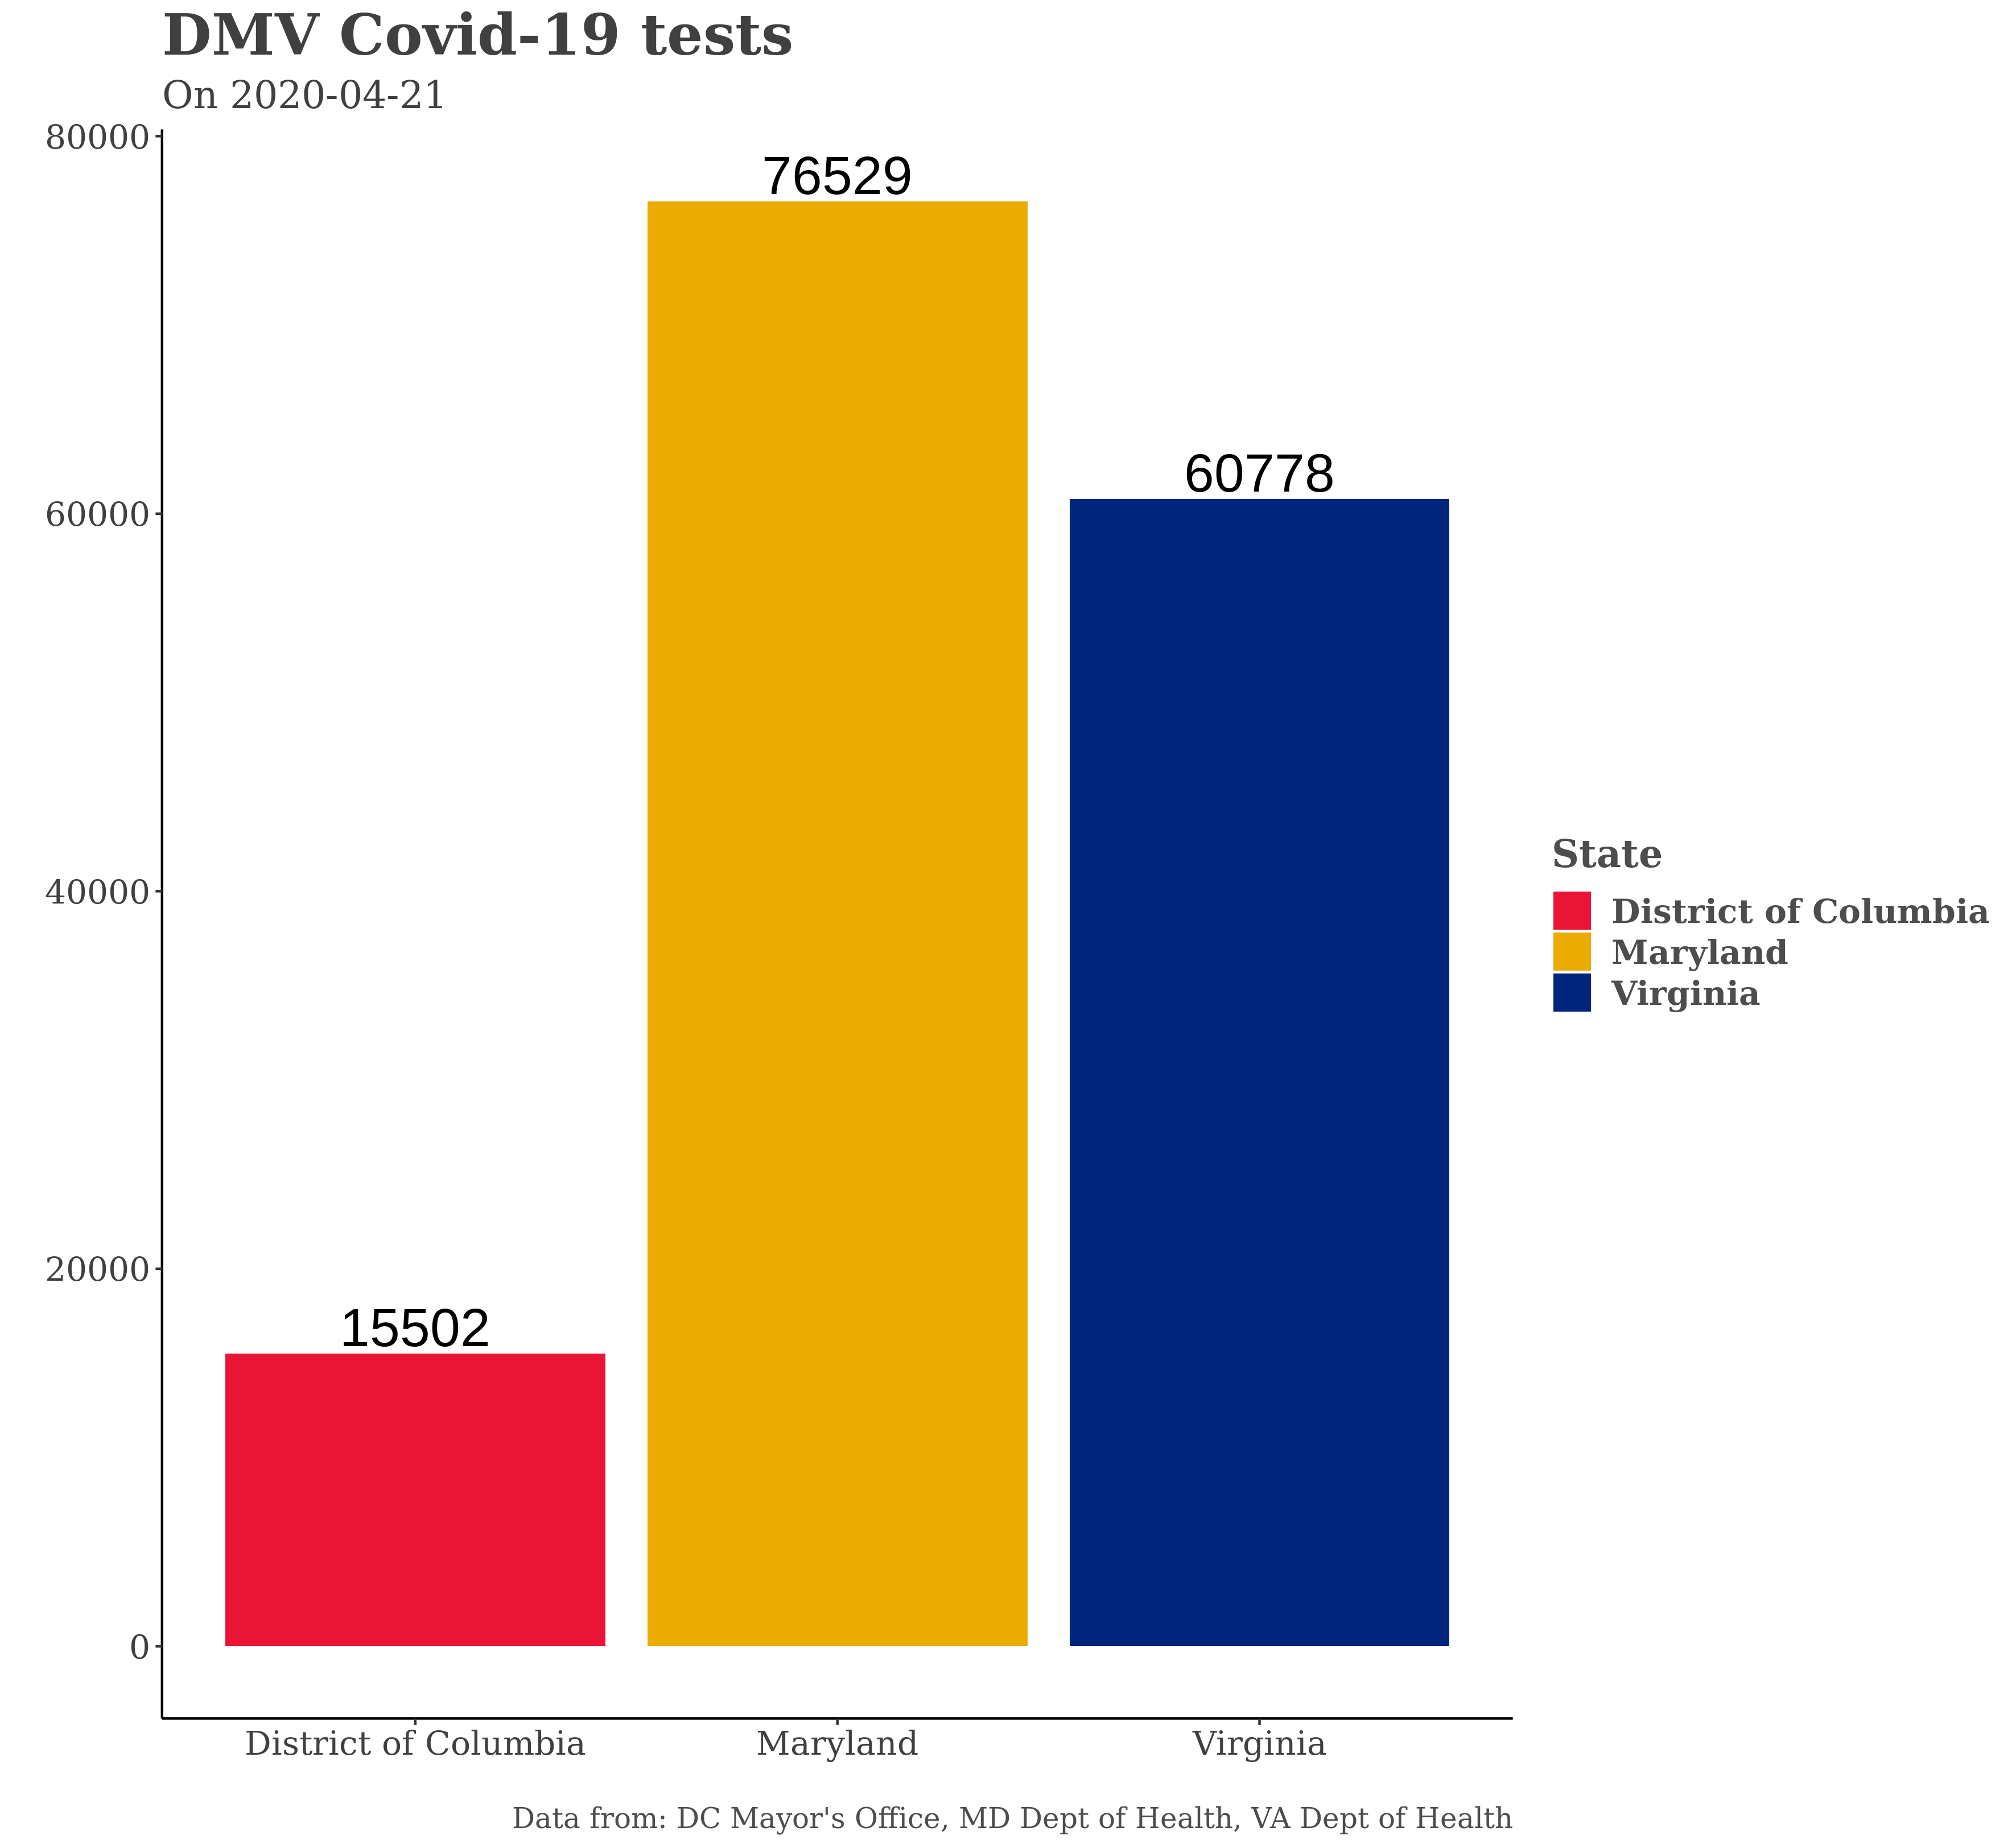 DMV Covid-19 tests
On 2020-04-21
80000
76529
60778
60000
40000
State
District of Columbia
Maryland
Virginia
20000
15502
0
District of Columbia Maryland Virginia
Data from: DC Mayor's Office, MD Dept of Health, VA Dept of Health